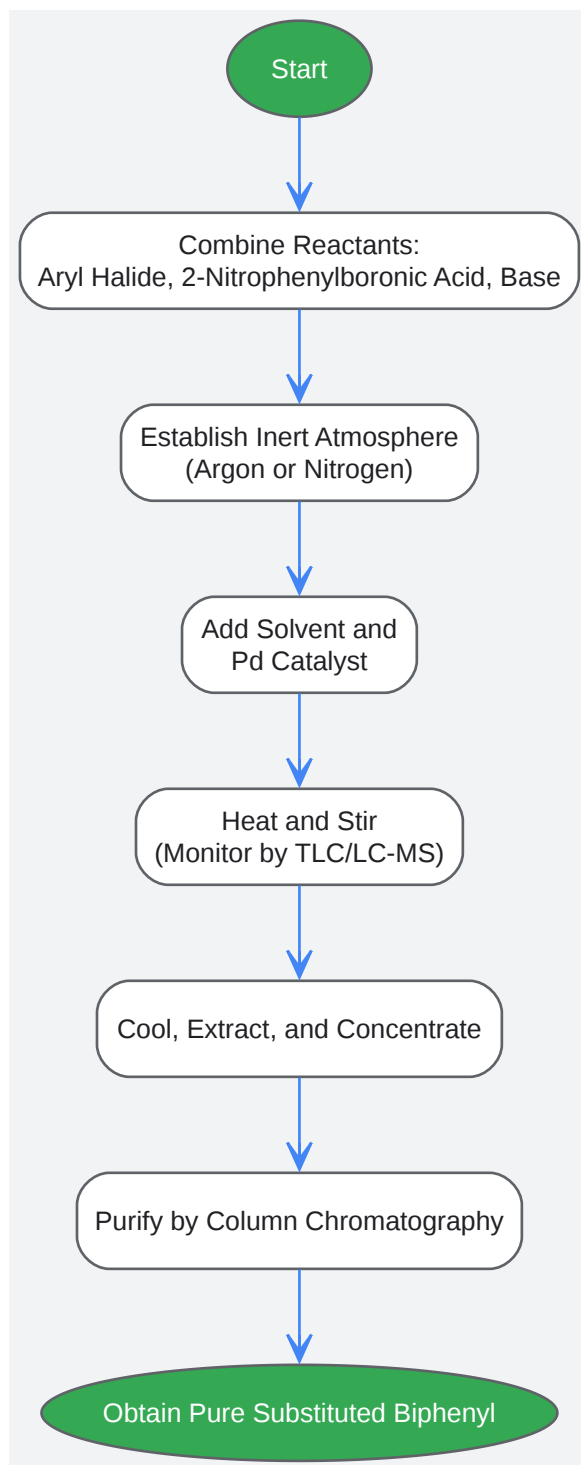 Start
Combine Reactants:
Aryl Halide, 2-Nitrophenylboronic Acid, Base
Establish Inert Atmosphere
(Argon or Nitrogen)
Add Solvent and
Pd Catalyst
Heat and Stir
(Monitor by TLC/LC-MS)
Cool, Extract, and Concentrate
Purify by Column Chromatography
Obtain Pure Substituted Biphenyl